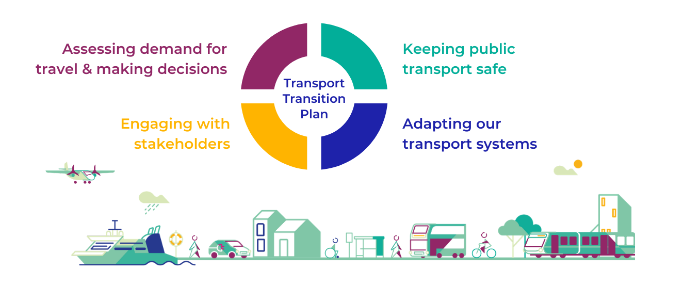 Assessing demand for
travel & making decisions
Keeping public
transport safe
Transport
Transition
Plan
Engaging with
stakeholders
Adapting our
transport systems